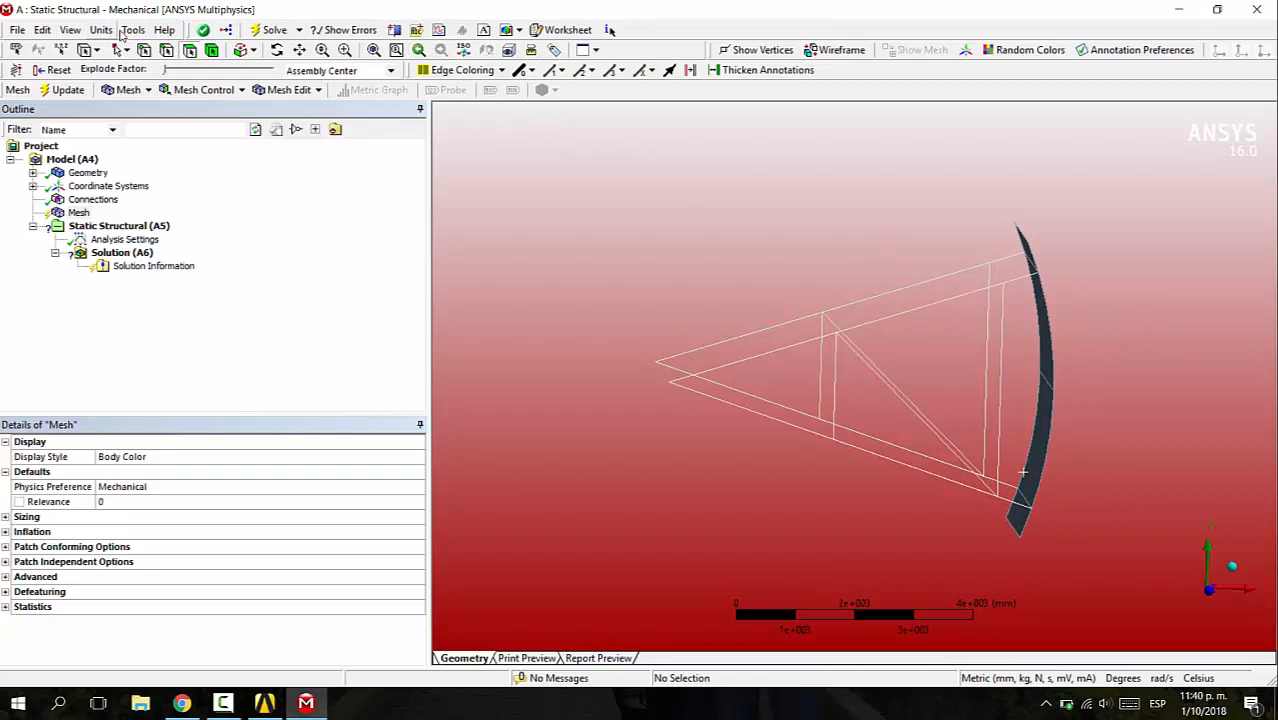 A : Static Structural - Mechanical [ANSYS Multiphysics]
File Edit View Units Tools Help Solve ?/ Show Errors Worksheet
Show Vertices Wireframe Show Mesh Random Colors Annotation Preferences
Reset Explode Factor: Assembly Center Edge Coloring Thicken Annotations
Mesh Update Mesh Mesh Control Mesh Edit Metric Graph Probe
Outline
Filter: Name
Project
Model (A4)
Geometry
Coordinate Systems
Connections
Mesh
Static Structural (A5)
Analysis Settings
Solution (A6)
Solution Information
Details of "Mesh"
Display
Display Style Body Color
Defaults
Physics Preference Mechanical
Relevance 0
Sizing
Inflation
Patch Conforming Options
Patch Independent Options
Advanced
Defeaturing
Statistics
ANSYS
16.0
0 2e+003 4e+003 (mm)
1e+003 3e+003
Geometry Print Preview Report Preview
No Messages No Selection Metric (mm, kg, N, s, mV, mA) Degrees rad/s Celsius
ESP
11:40 p. m.
1/10/2018